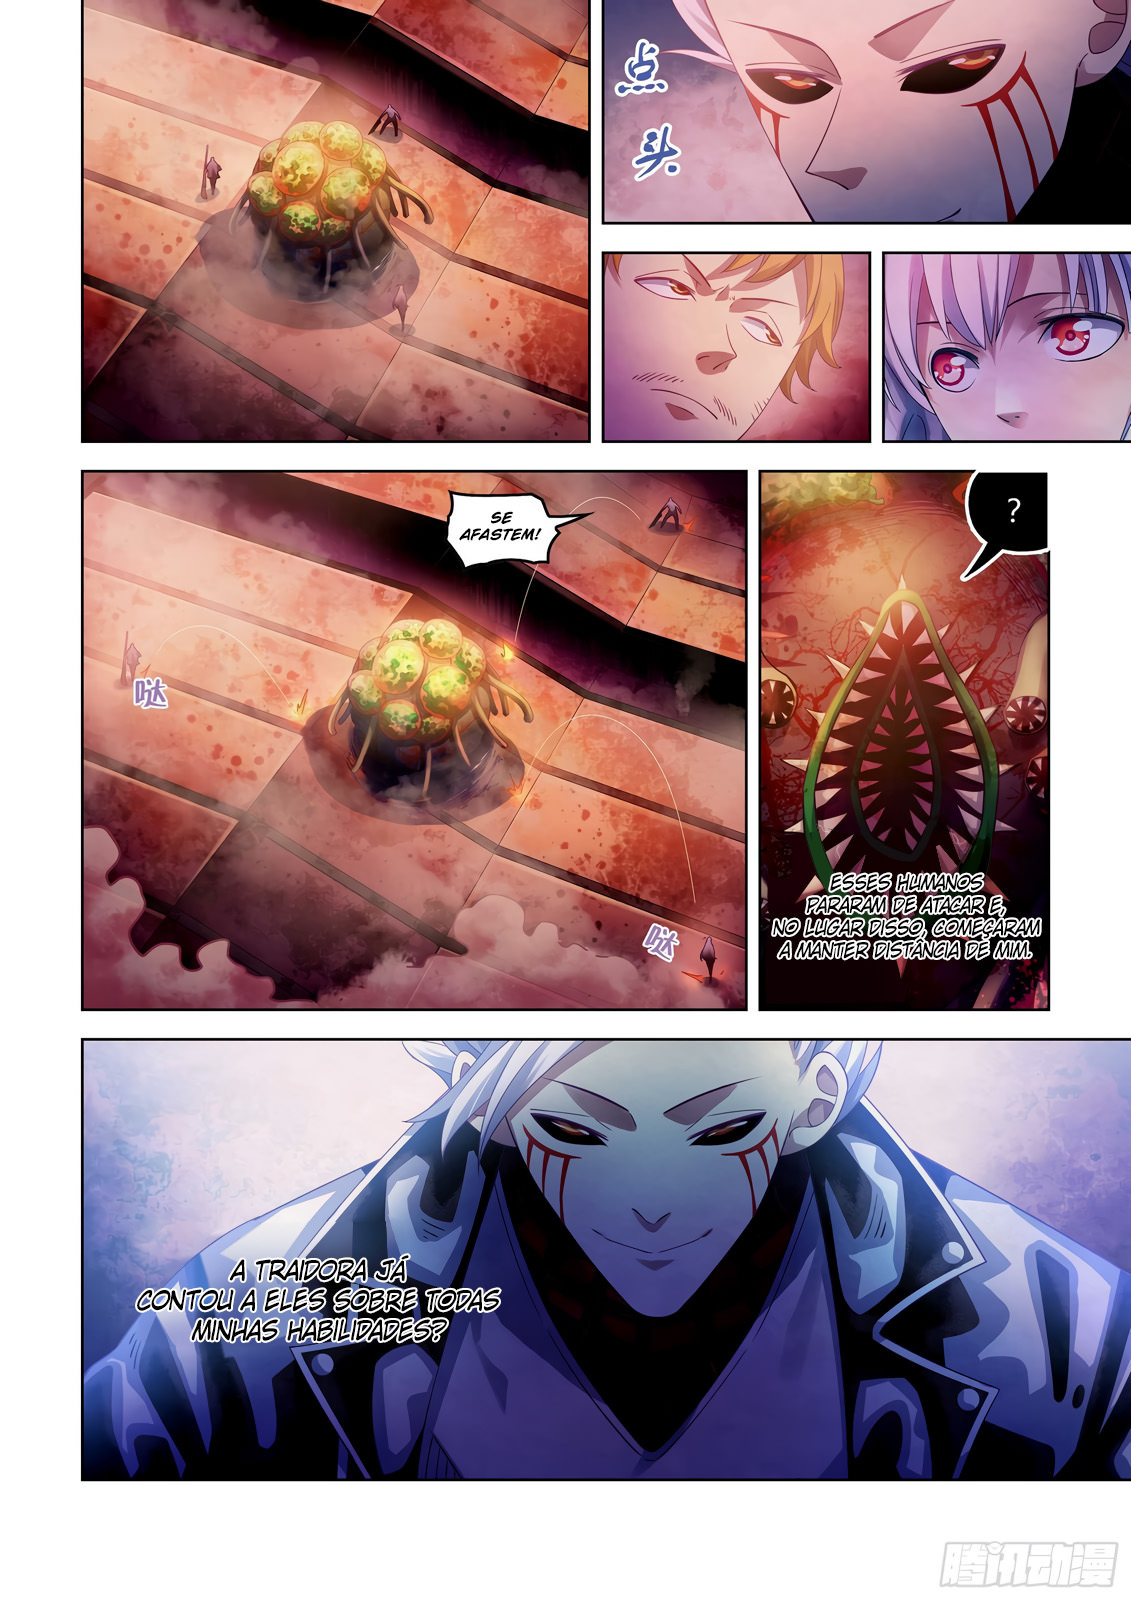 点
头
SE
AFASTEM!
哒
哒
?
ESSES HUMANOS
PARARAM DE ATACAR E,
NO LUGAR DISSO, COMEÇARAM
A MANTER DISTÂNCIA DE MIM.
A TRAIDORA JÁ
CONTOU A ELES SOBRE TODAS
MINHAS HABILIDADES?
腾讯动漫